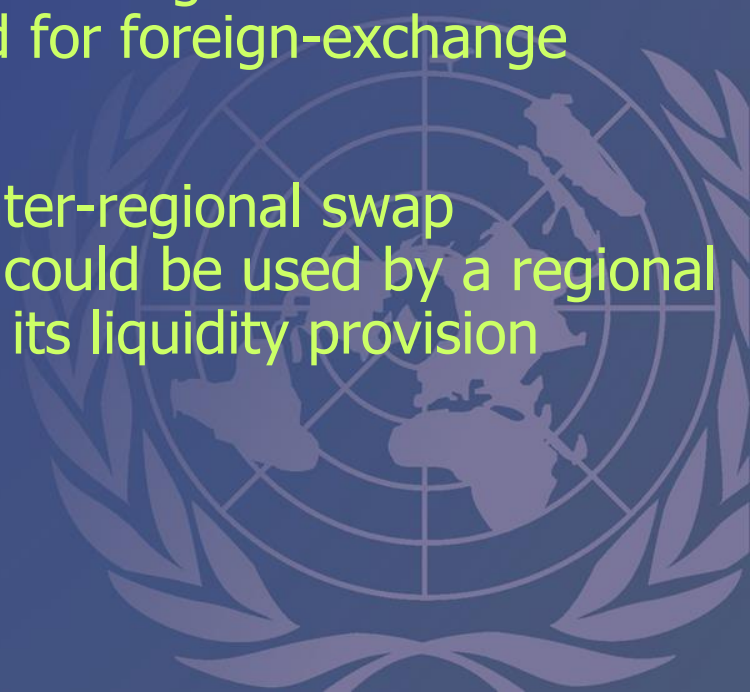 for foreign-exchange
ter-regional swap
could be used by a regional
its liquidity provision